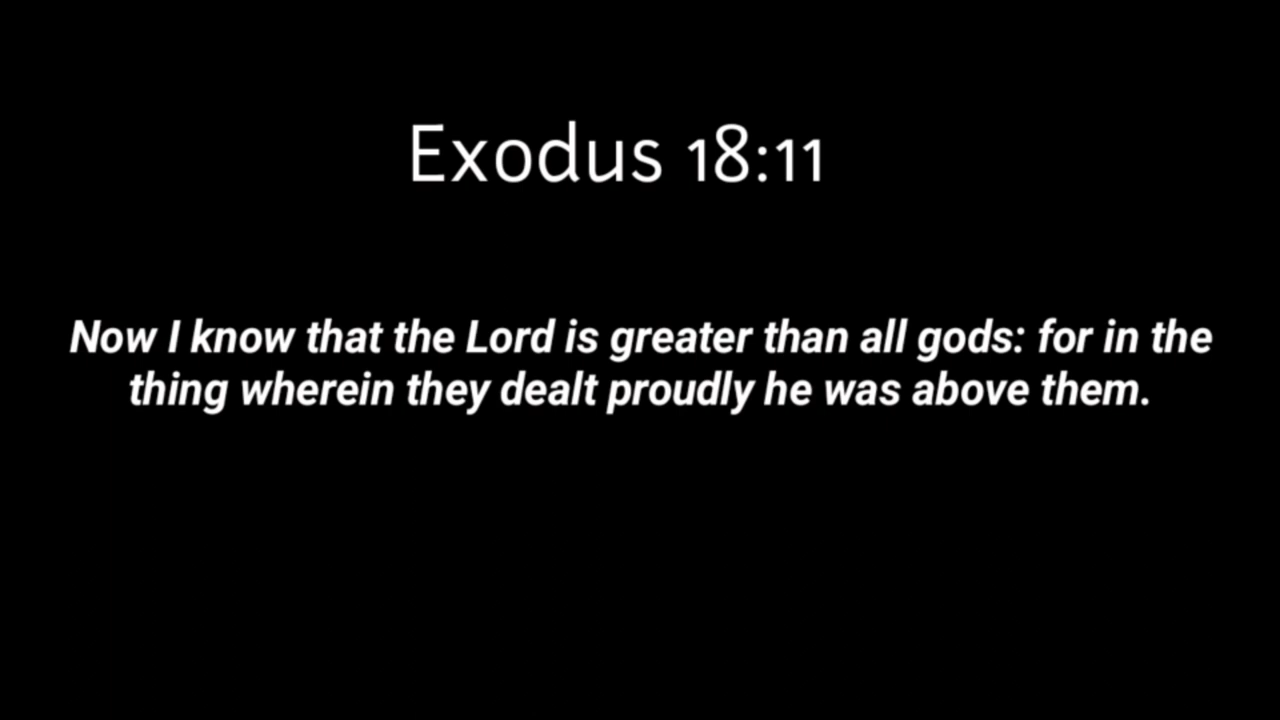 Exodus 18:11
Now I know that the Lord is greater than all gods: for in the
thing wherein they dealt proudly he was above them.